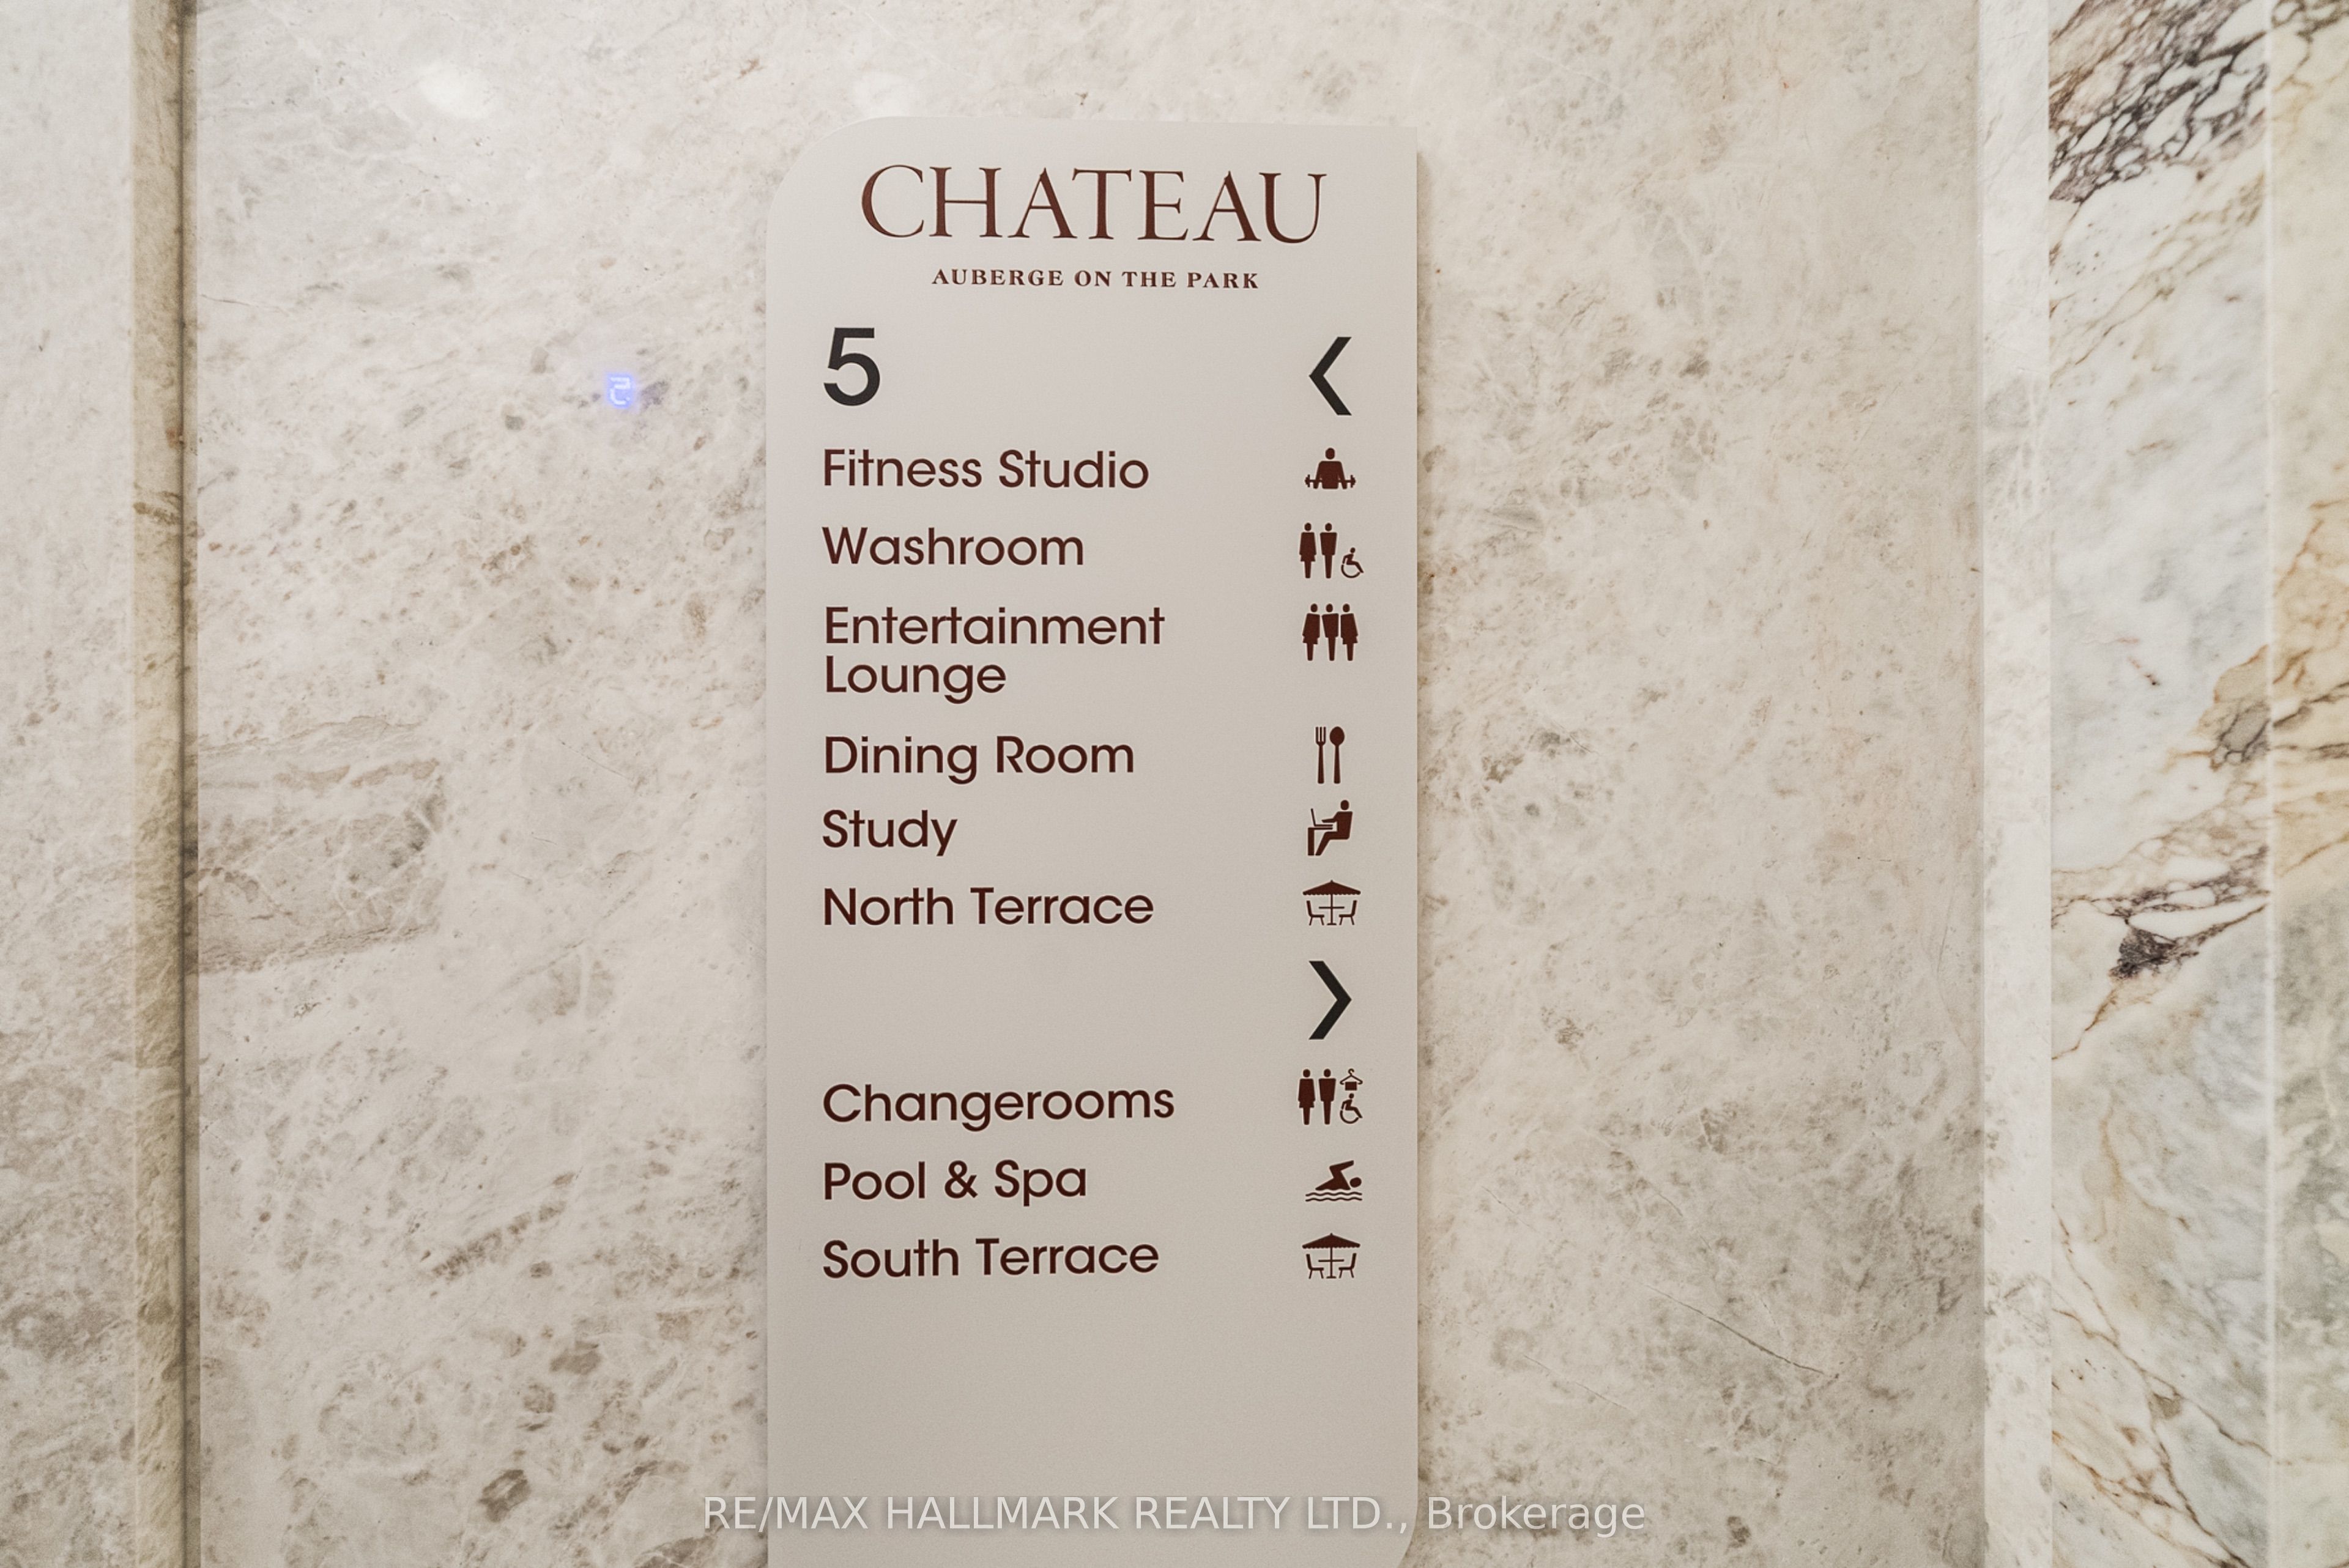 CHATEAU
AUBERGE ON THE PARK
5
Fitness Studio
Washroom
Entertainment
Lounge
Dining Room
Study
North Terrace
Changerooms
Pool & Spa
South Terrace
RE/MAX HALLMARK REALTY LTD., Brokerage